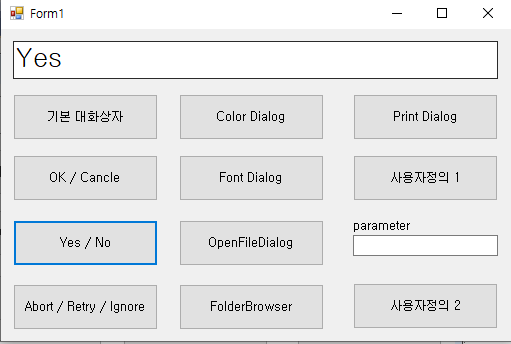 Form1
Yes
기본 대화상자
Color Dialog
Print Dialog
OK / Cancle
Font Dialog
사용자정의 1
Yes / No
OpenFileDialog
parameter
Abort / Retry / Ignore
FolderBrowser
사용자정의 2